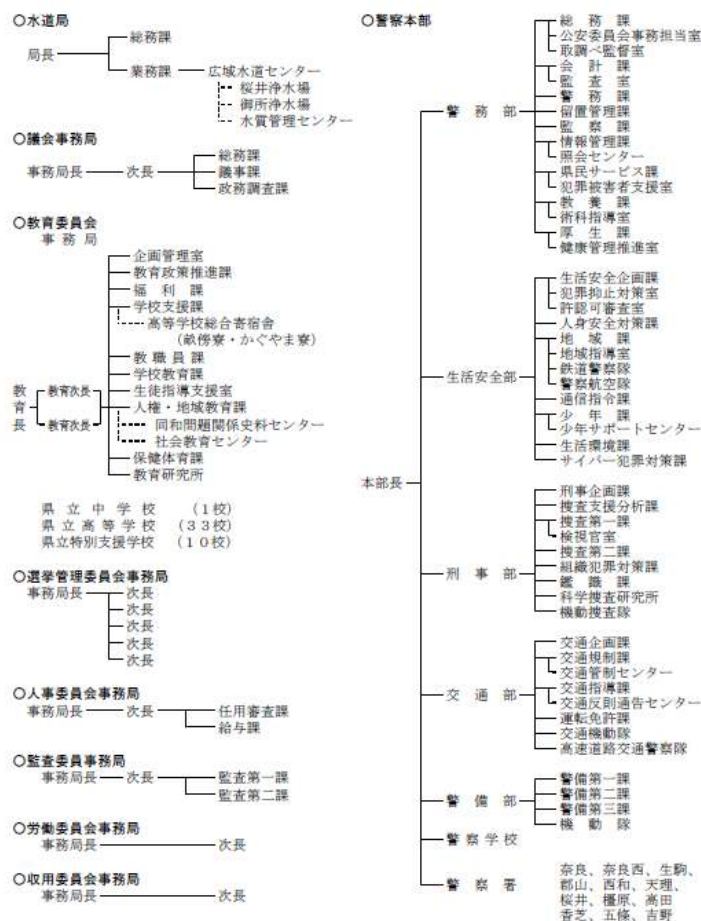 ○水道局
総務課
局長
業務課 広域水道センター
桜井浄水場
御所浄水場
水質管理センター
○議会事務局
総務課
事務局長 次長 議事課
政務調査課
○教育委員会
事務局
企画管理室
教育政策推進課
福利課
学校支援課
高等学校総合寄宿舎
(畝傍寮・かぐやま寮)
教職員課
学校教育課
教育長 教育次長 生徒指導支援室
教育次長 人権・地域教育課
同和問題関係史料センター
社会教育センター
保健体育課
教育研究所
県立中学校 (1校)
県立高等学校 (33校)
県立特別支援学校 (10校)
○選挙管理委員会事務局
事務局長 次長
次長
次長
次長
次長
○人事委員会事務局
事務局長 次長 任用審査課
給与課
○監査委員事務局
事務局長 次長 監査第一課
監査第二課
○労働委員会事務局
事務局長 次長
○収用委員会事務局
事務局長 次長
○警察本部
本部長
警務部
総務課
公安委員会事務担当室
取調べ監督室
会計課
監査室
警務課
留置管理課
監察課
情報管理課
照会センター
県民サービス課
犯罪被害者支援室
教養課
術科指導室
厚生課
健康管理推進室
生活安全部
生活安全企画課
犯罪抑止対策室
許認可審査室
人身安全対策課
地域課
地域指導室
鉄道警察隊
警察航空隊
通信指令課
少年課
少年サポートセンター
生活環境課
サイバー犯罪対策課
刑事部
刑事企画課
捜査支援分析課
捜査第一課
検視官室
捜査第二課
組織犯罪対策課
鑑識課
科学捜査研究所
機動捜査隊
交通部
交通企画課
交通規制課
交通管制センター
交通指導課
交通反則通告センター
運転免許課
交通機動隊
高速道路交通警察隊
警備部
警備第一課
警備第二課
警備第三課
機動隊
警察学校
警察署
奈良、奈良西、生駒、
郡山、西和、天理、
桜井、橿原、高田
香芝、五條、吉野